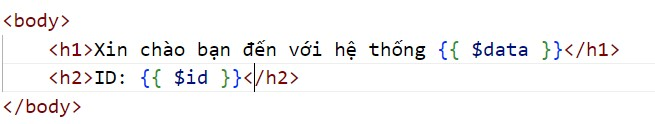 <body>
<h1>Xin chào bạn đến với hệ thống {{ $data }}</h1>
<h2>ID: {{ $id }}</h2>
</body>